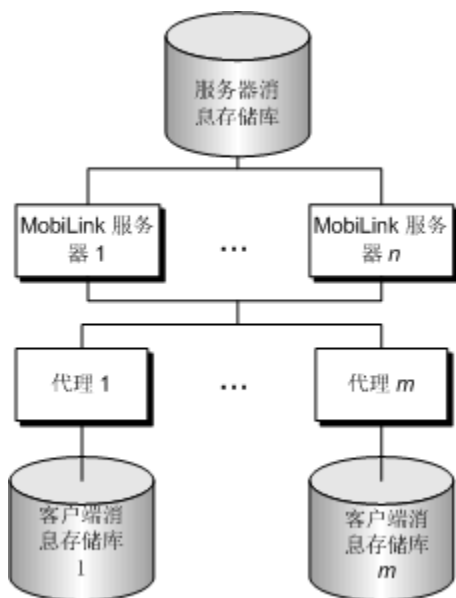 服务器消
息存储库
MobiLink 服务
器 1
...
MobiLink 服务
器 n
代理 1
...
代理 m
客户端消
息存储库
1
客户端消
息存储库
m